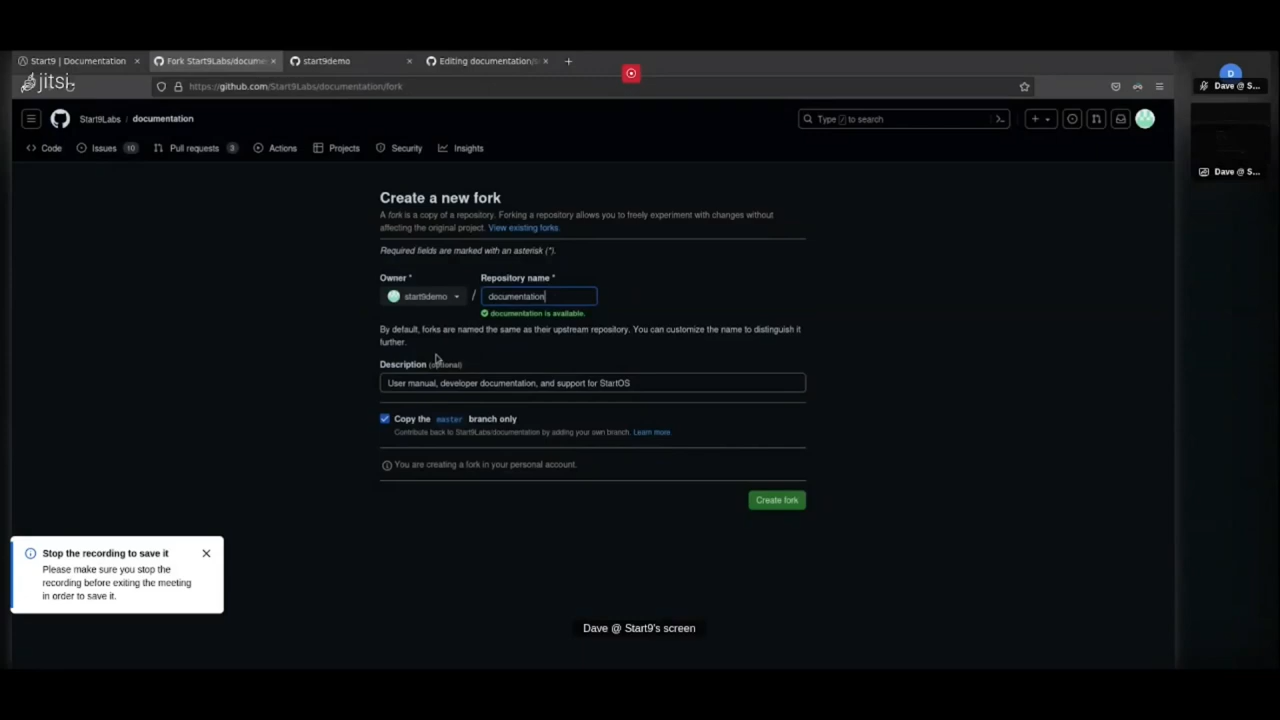 Start9 | Documentation
Fork Start9Labs/docume
start9demo
Editing documentation/s
jitsi
https://github.com/Start9Labs/documentation/fork
D
Dave @ S...
Start9Labs / documentation
Type / to search
Dave @ S...
Code
Issues 10
Pull requests 3
Actions
Projects
Security
Insights
Create a new fork
A fork is a copy of a repository. Forking a repository allows you to freely experiment with changes without
affecting the original project. View existing forks.
Required fields are marked with an asterisk (*).
Owner *
Repository name *
start9demo
/
documentation
documentation is available.
By default, forks are named the same as their upstream repository. You can customize the name to distinguish it
further.
Description (optional)
User manual, developer documentation, and support for StartOS
Copy the master branch only
Contribute back to Start9Labs/documentation by adding your own branch. Learn more
You are creating a fork in your personal account.
Create fork
Stop the recording to save it
Please make sure you stop the
recording before exiting the meeting
in order to save it.
Dave @ Start9's screen